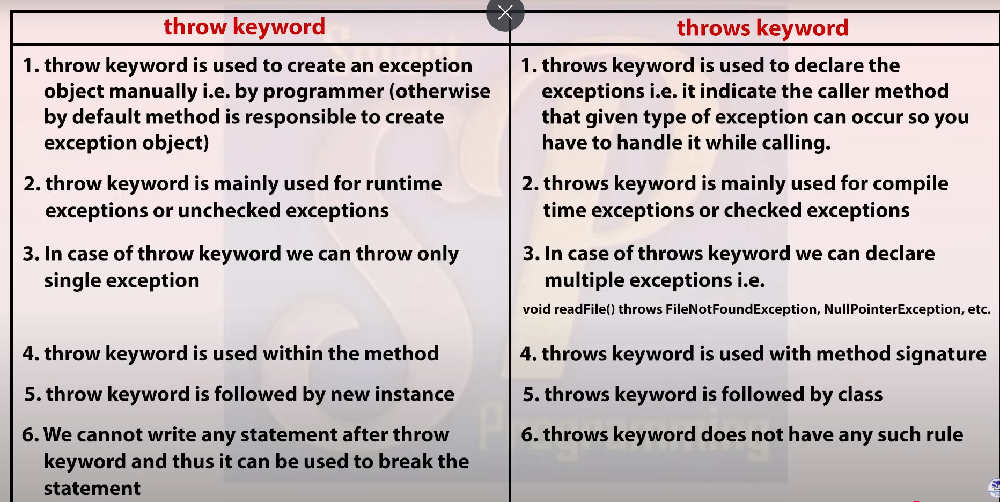 throw keyword
1. throw keyword is used to create an exception
object manually i.e. by programmer (otherwise
by default method is responsible to create
exception object)
2. throw keyword is mainly used for runtime
exceptions or unchecked exceptions
3. In case of throw keyword we can throw only
single exception
4. throw keyword is used within the method
5. throw keyword is followed by new instance
6. We cannot write any statement after throw
keyword and thus it can be used to break the
statement
throws keyword
1. throws keyword is used to declare the
exceptions i.e. it indicate the caller method
that given type of exception can occur so you
have to handle it while calling.
2. throws keyword is mainly used for compile
time exceptions or checked exceptions
3. In case of throws keyword we can declare
multiple exceptions i.e.
void readFile() throws FileNotFoundException, NullPointerException, etc.
4. throws keyword is used with method signature
5. throws keyword is followed by class
6. throws keyword does not have any such rule
Smart
SP
Programming